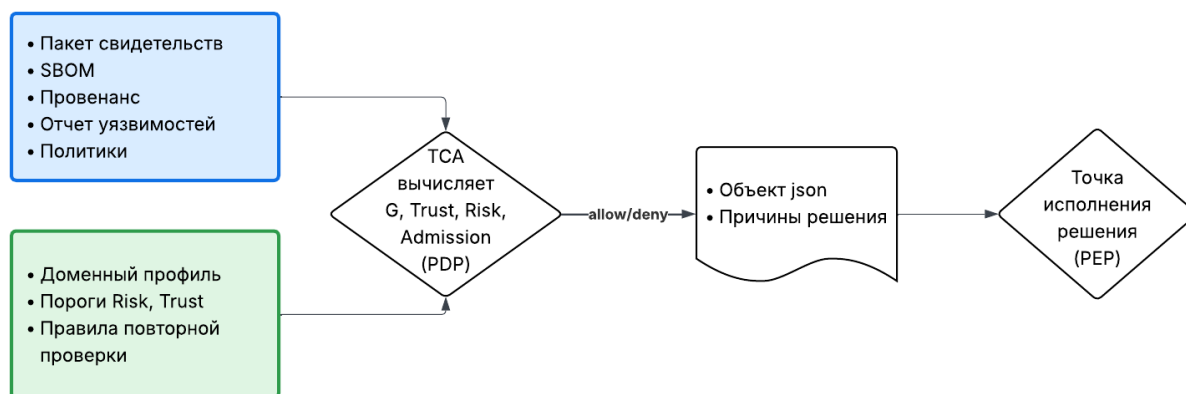 • Пакет свидетельств
• SBOM
• Провенанс
• Отчет уязвимостей
• Политики
• Доменный профиль
• Пороги Risk, Trust
• Правила повторной
проверки
TCA
вычисляет
G, Trust, Risk,
Admission
(PDP)
allow/deny
• Объект json
• Причины решения
Точка
исполнения
решения
(PEP)